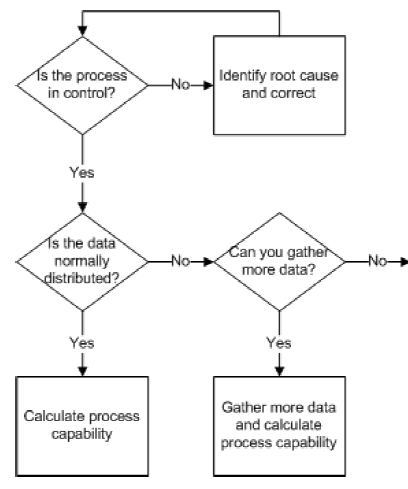 Is the process
in control?
No
Identify root cause
and correct
Yes
Is the data
normally
distributed?
No
Can you gather
more data?
No
Yes
Yes
Calculate process
capability
Gather more data
and calculate
process capability